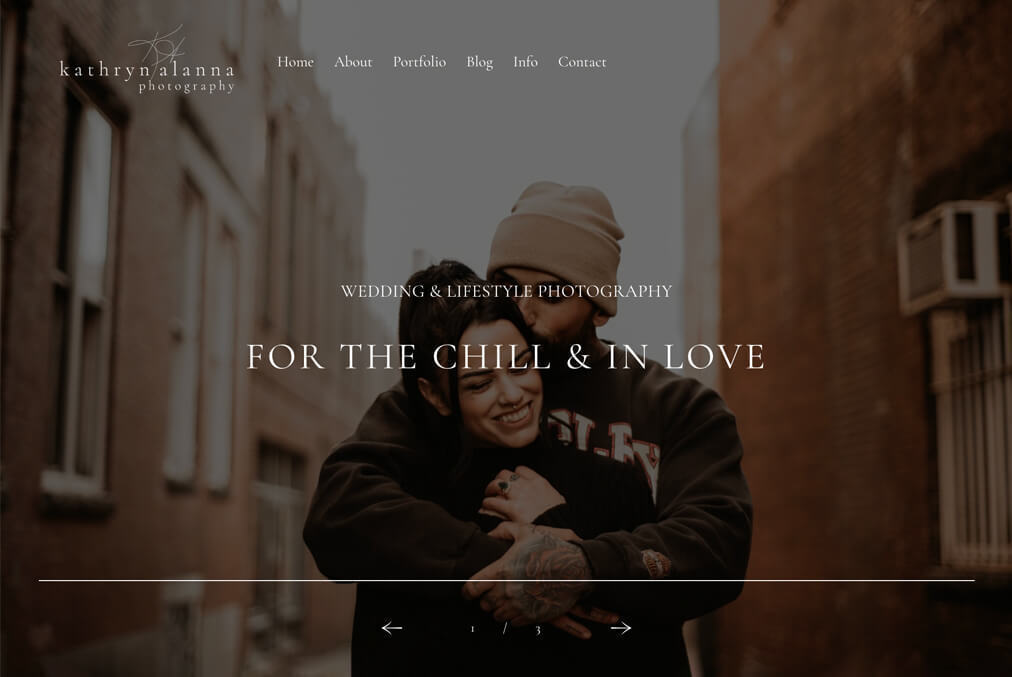 kathryn alanna
photography
Home About Portfolio Blog Info Contact
WEDDING & LIFESTYLE PHOTOGRAPHY
FOR THE CHILL & IN LOVE
1 / 3